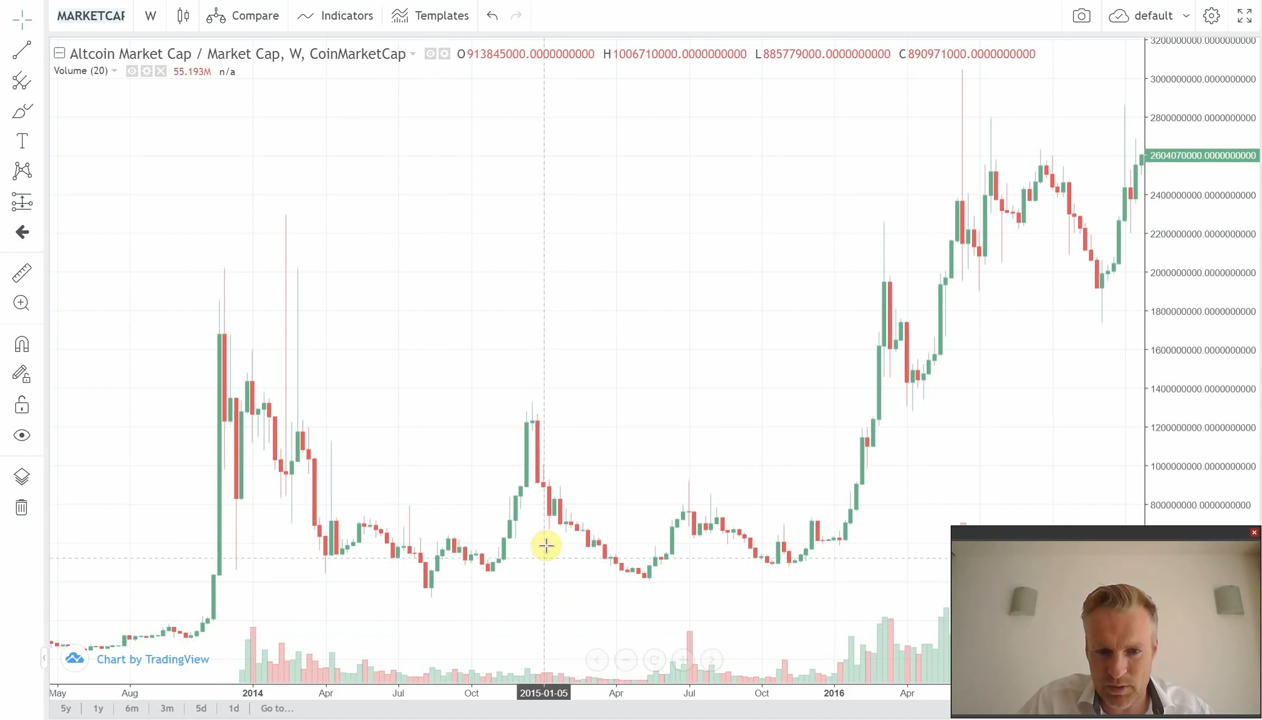 MARKETCAP W Compare Indicators Templates default
Altcoin Market Cap / Market Cap, W, CoinMarketCap O913845000.0000000000 H1006710000.0000000000 L885779000.0000000000 C890971000.0000000000
Volume (20) 55.193M n/a
3200000000.0000000000
3000000000.0000000000
2800000000.0000000000
2604070000.0000000000
2400000000.0000000000
2200000000.0000000000
2000000000.0000000000
1800000000.0000000000
1600000000.0000000000
1400000000.0000000000
1200000000.0000000000
1000000000.0000000000
800000000.0000000000
Chart by TradingView
May Aug 2014 Apr Jul Oct 2015-01-05 Apr Jul Oct 2016 Apr
5y 1y 6m 3m 5d 1d Go to...